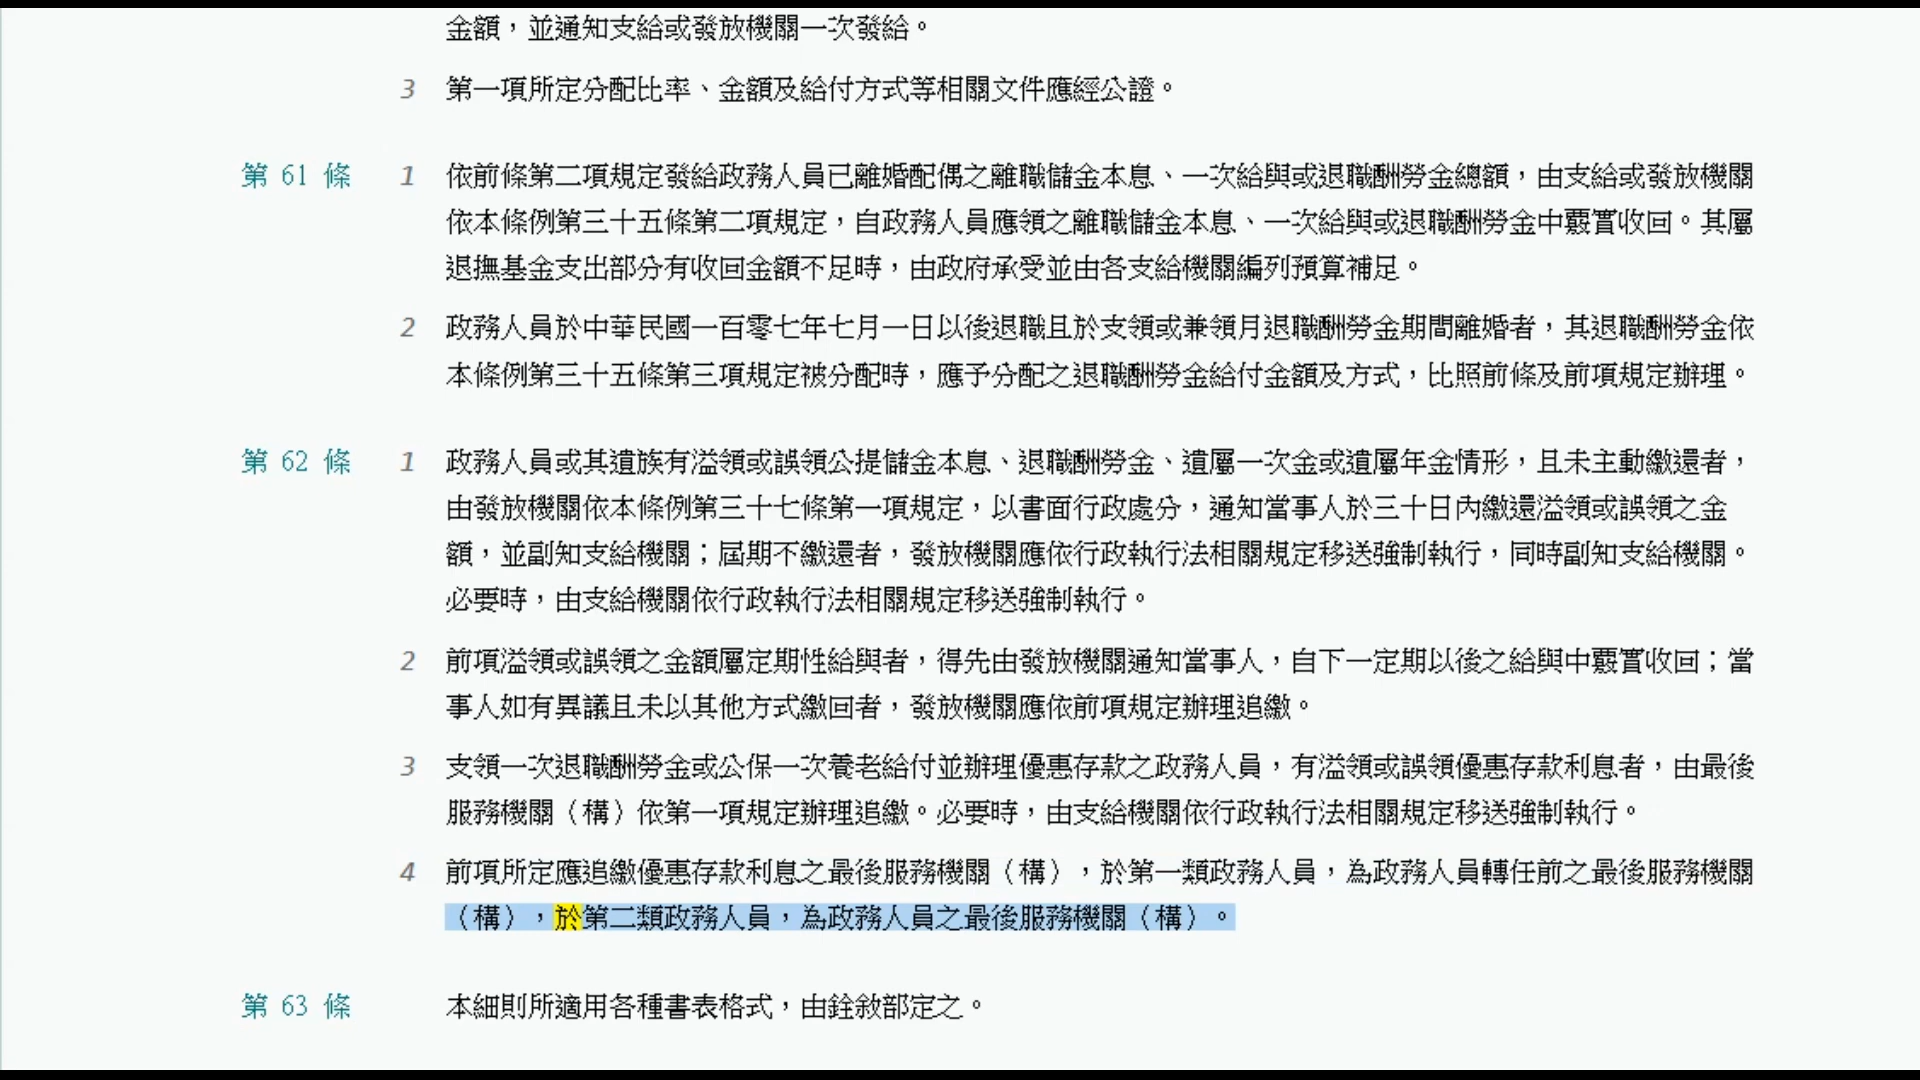 金額，並通知支給或發放機關一次發給。
3 第一項所定分配比率、金額及給付方式等相關文件應經公證。
第 61 條 1 依前條第二項規定發給政務人員已離婚配偶之離職儲金本息、一次給與或退職酬勞金總額，由支給或發放機關
依本條例第三十五條第二項規定，自政務人員應領之離職儲金本息、一次給與或退職酬勞金中覈實收回。其屬
退撫基金支出部分有收回金額不足時，由政府承受並由各支給機關編列預算補足。
2 政務人員於中華民國一百零七年七月一日以後退職且於支領或兼領月退職酬勞金期間離婚者，其退職酬勞金依
本條例第三十五條第三項規定被分配時，應予分配之退職酬勞金給付金額及方式，比照前條及前項規定辦理。
第 62 條 1 政務人員或其遺族有溢領或誤領公提儲金本息、退職酬勞金、遺屬一次金或遺屬年金情形，且未主動繳還者，
由發放機關依本條例第三十七條第一項規定，以書面行政處分，通知當事人於三十日內繳還溢領或誤領之金
額，並副知支給機關；屆期不繳還者，發放機關應依行政執行法相關規定移送強制執行，同時副知支給機關。
必要時，由支給機關依行政執行法相關規定移送強制執行。
2 前項溢領或誤領之金額屬定期性給與者，得先由發放機關通知當事人，自下一定期以後之給與中覈實收回；當
事人如有異議且未以其他方式繳回者，發放機關應依前項規定辦理追繳。
3 支領一次退職酬勞金或公保一次養老給付並辦理優惠存款之政務人員，有溢領或誤領優惠存款利息者，由最後
服務機關（構）依第一項規定辦理追繳。必要時，由支給機關依行政執行法相關規定移送強制執行。
4 前項所定應追繳優惠存款利息之最後服務機關（構），於第一類政務人員，為政務人員轉任前之最後服務機關
（構），於第二類政務人員，為政務人員之最後服務機關（構）。
第 63 條 本細則所適用各種書表格式，由銓敘部定之。